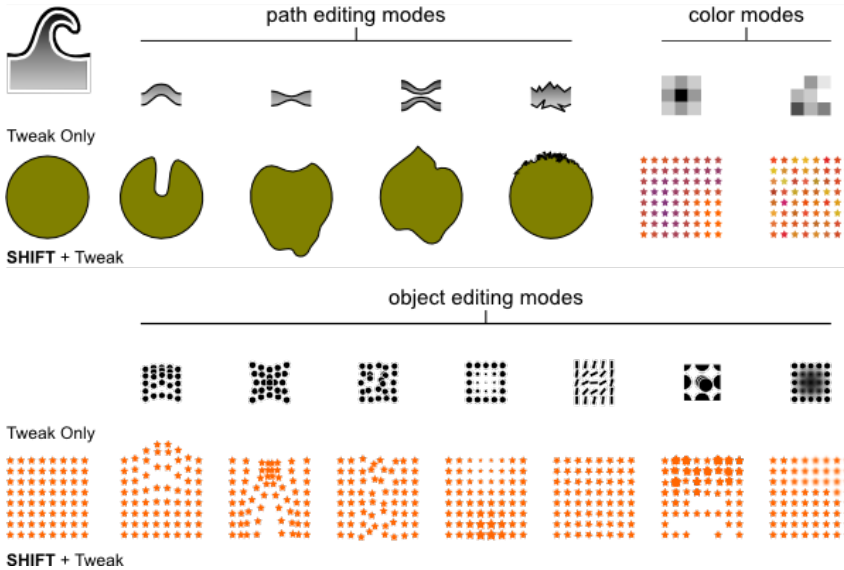 path editing modes
color modes
Tweak Only
SHIFT + Tweak
object editing modes
Tweak Only
SHIFT + Tweak